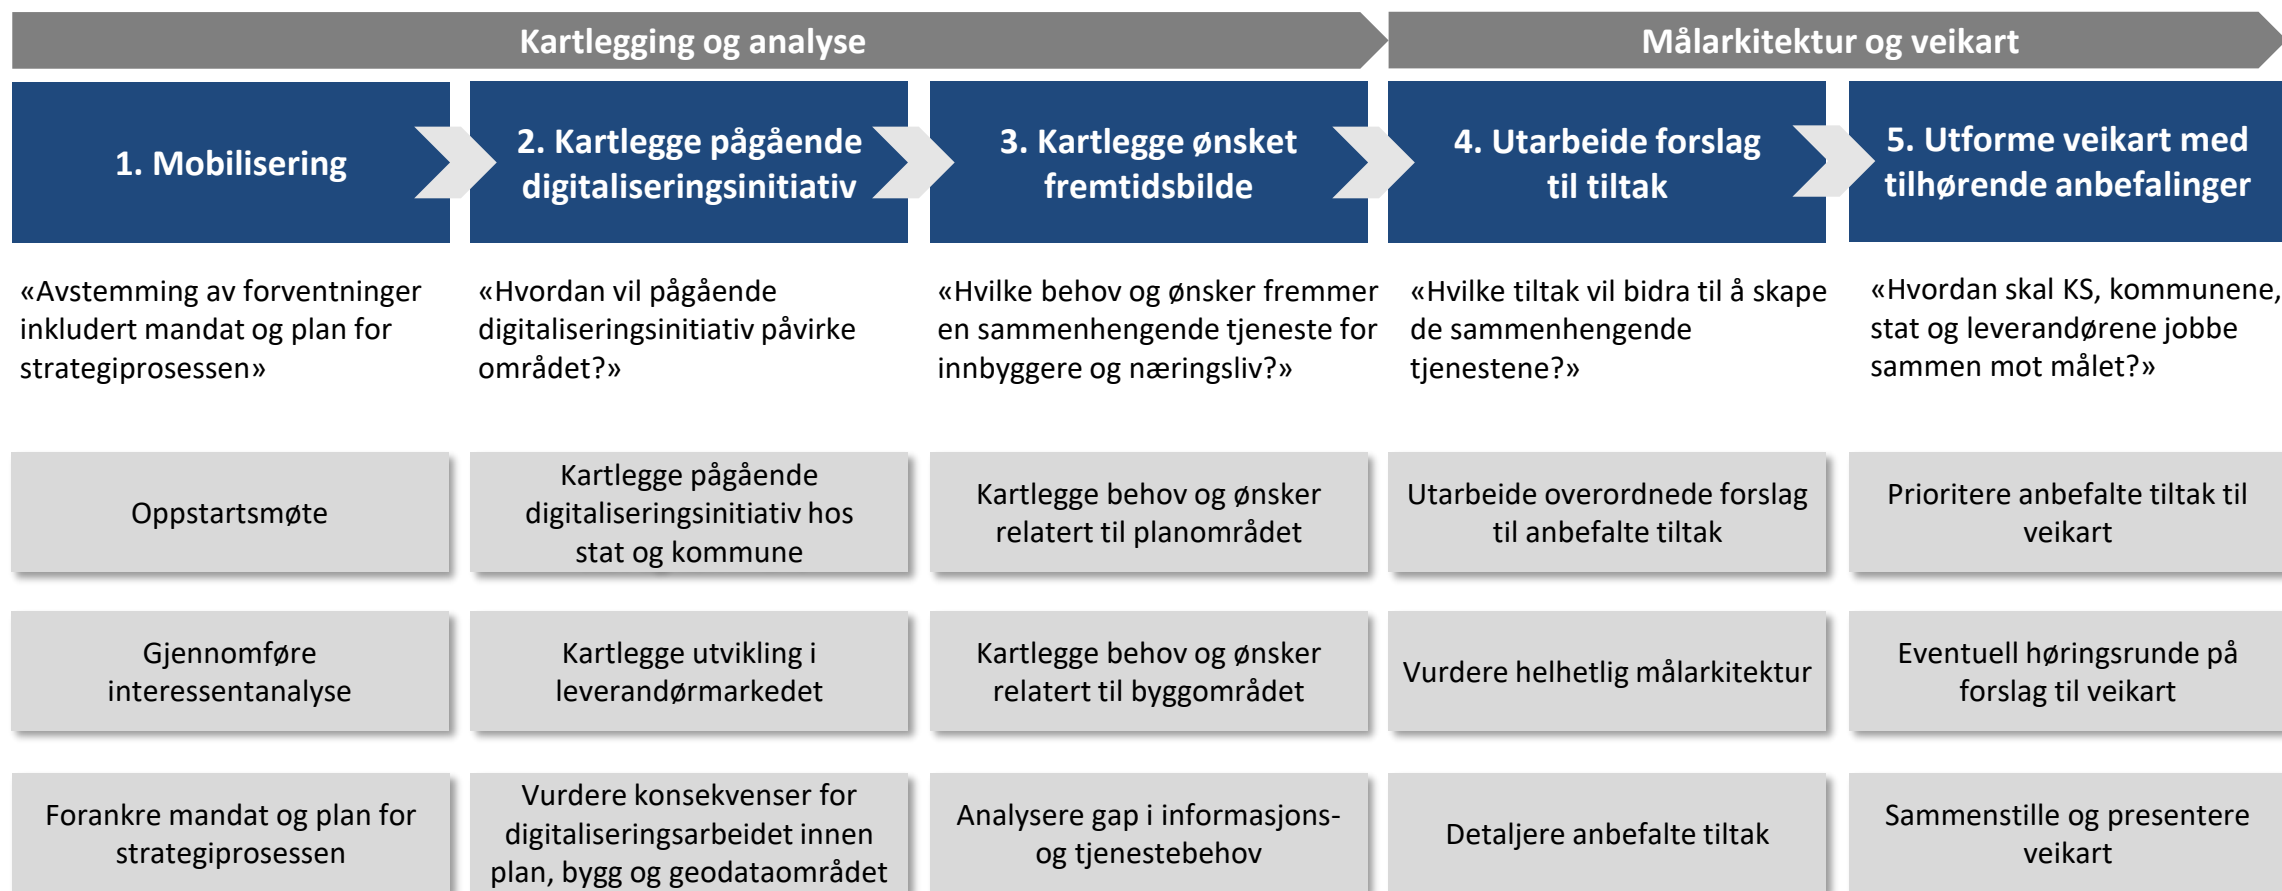 Kartlegging og analyse
Målarkitektur og veikart
1. Mobilisering
2. Kartlegge pågående
digitaliseringsinitiativ
3. Kartlegge ønsket
fremtidsbilde
4. Utarbeide forslag
til tiltak
5. Utforme veikart med
tilhørende anbefalinger
«Avstemming av forventninger
inkludert mandat og plan for
strategiprosessen»
«Hvordan vil pågående
digitaliseringsinitiativ påvirke
området?»
«Hvilke behov og ønsker fremmer
en sammenhengende tjeneste for
innbyggere og næringsliv?»
«Hvilke tiltak vil bidra til å skape
de sammenhengende
tjenestene?»
«Hvordan skal KS, kommunene,
stat og leverandørene jobbe
sammen mot målet?»
Oppstartsmøte
Kartlegge pågående
digitaliseringsinitiativ hos
stat og kommune
Kartlegge behov og ønsker
relatert til planområdet
Utarbeide overordnede forslag
til anbefalte tiltak
Prioritere anbefalte tiltak til
veikart
Gjennomføre
interessentanalyse
Kartlegge utvikling i
leverandørmarkedet
Kartlegge behov og ønsker
relatert til byggområdet
Vurdere helhetlig målarkitektur
Eventuell høringsrunde på
forslag til veikart
Forankre mandat og plan for
strategiprosessen
Vurdere konsekvenser for
digitaliseringsarbeidet innen
plan, bygg og geodataområdet
Analysere gap i informasjons-
og tjenestebehov
Detaljere anbefalte tiltak
Sammenstille og presentere
veikart